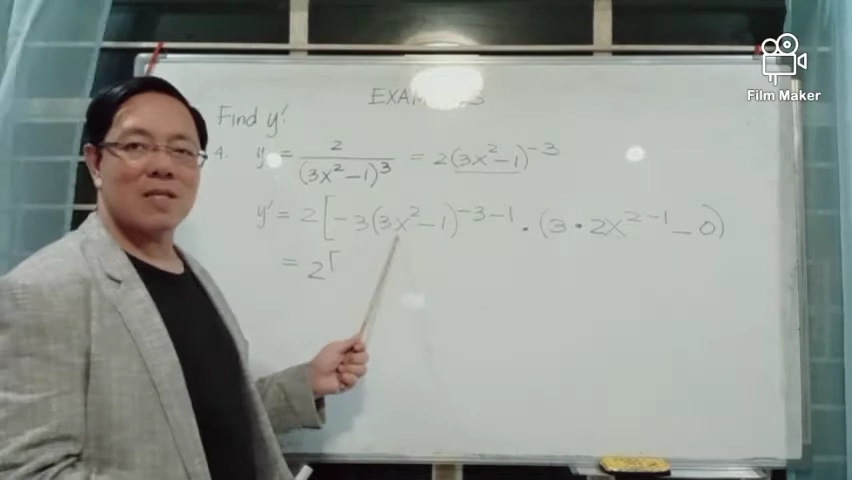 Find y'.
4. y = 2/(3x²-1)³ = 2(3x²-1)⁻³
y' = 2[-3(3x²-1)⁻³⁻¹ · (3·2x²⁻¹-0)
= 2[
Film Maker